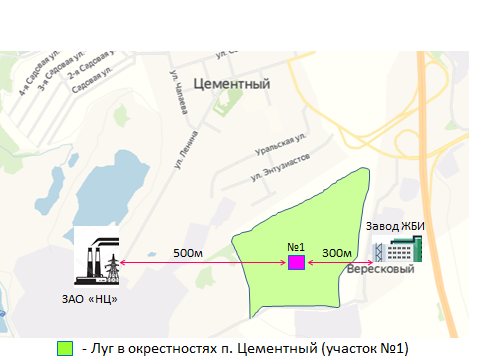 4-я Садовая ул.
3-я Садовая ул.
2-я Садовая ул.
Садовая ул.
ул. Чапаева
Цементный
ул. Ленина
Уральская ул.
ул. Энтузиастов
Завод ЖБИ
№1
500м
300м
Вересковый
ЗАО «НЦ»
- Луг в окрестностях п. Цементный (участок №1)